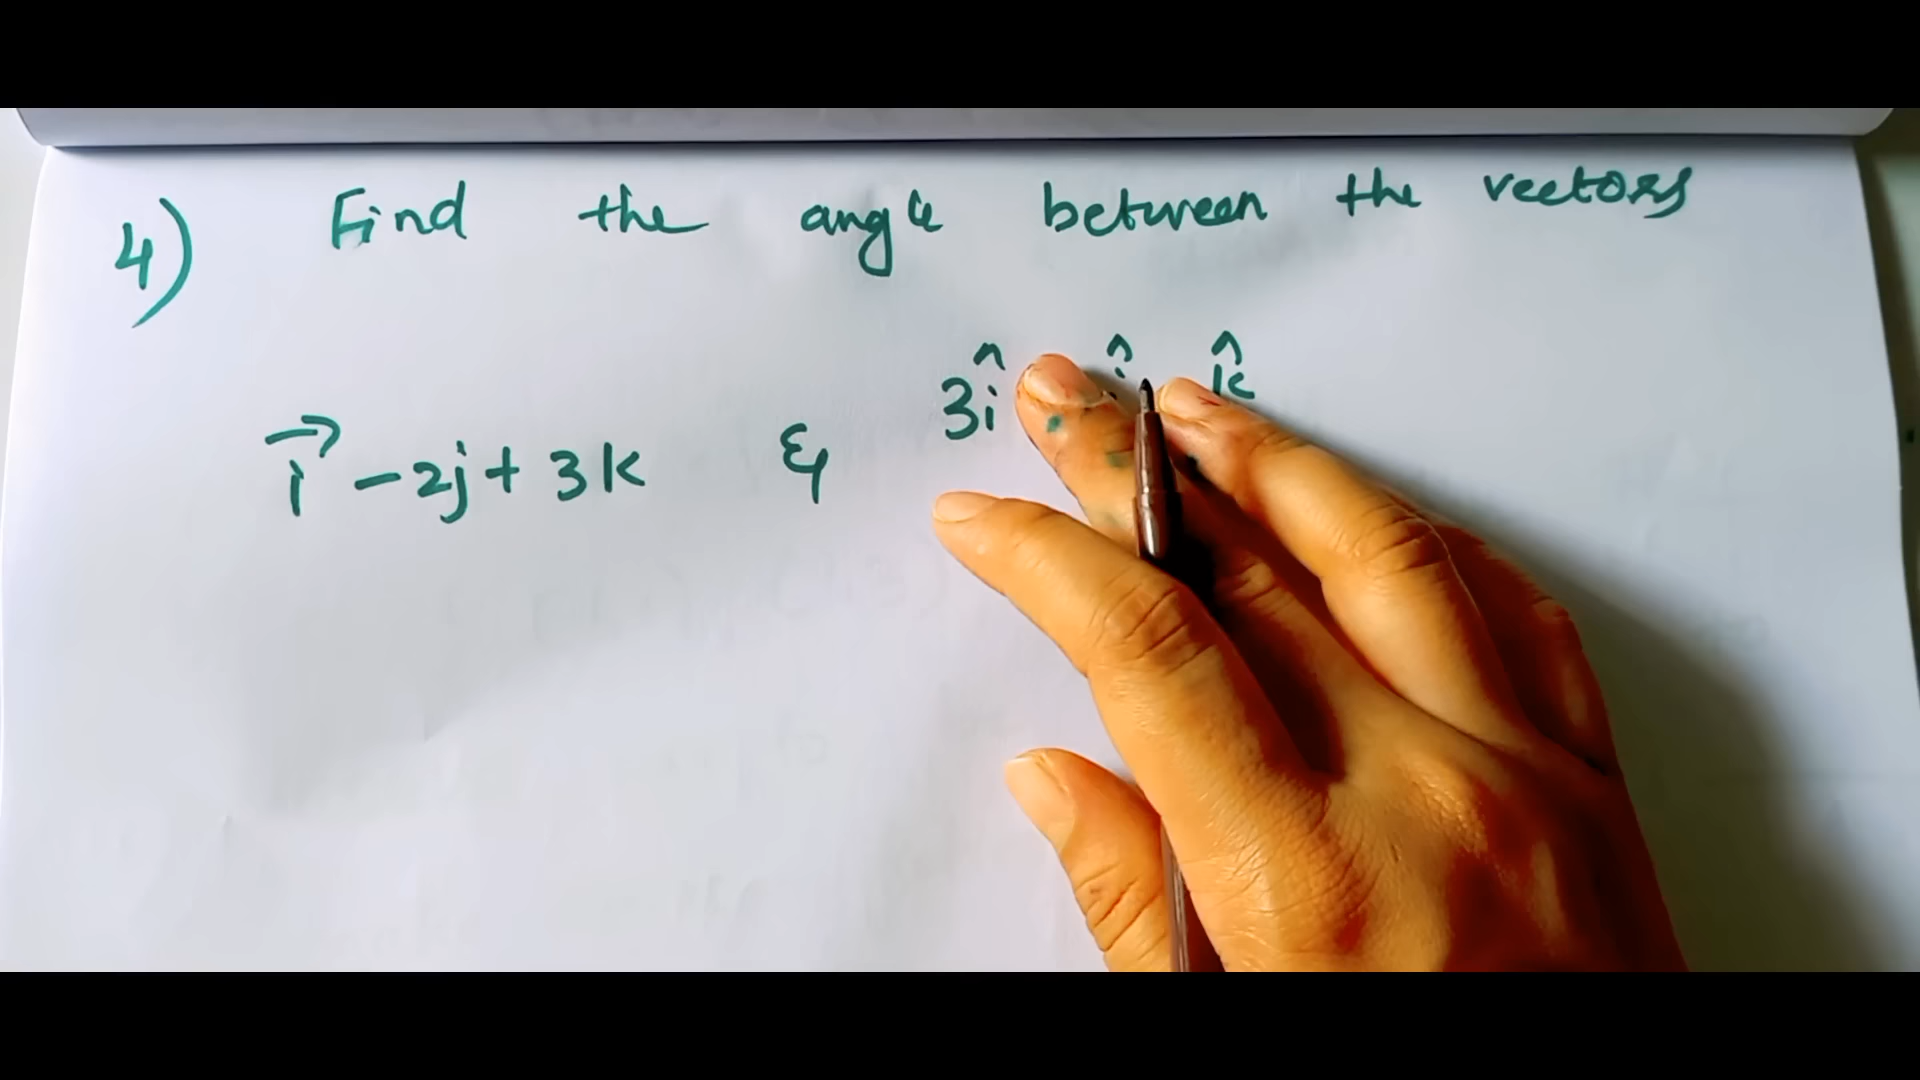 4) Find the angle between the vectors
i⃗ - 2j + 3k & 3î ĵ k̂